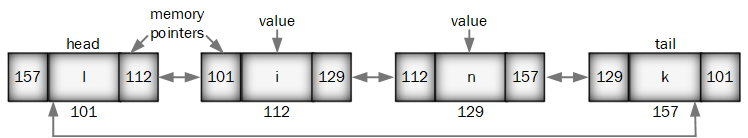 memory
pointers
value
value
head
tail
157 l 112
101 i 129
112 n 157
129 k 101
101
112
129
157